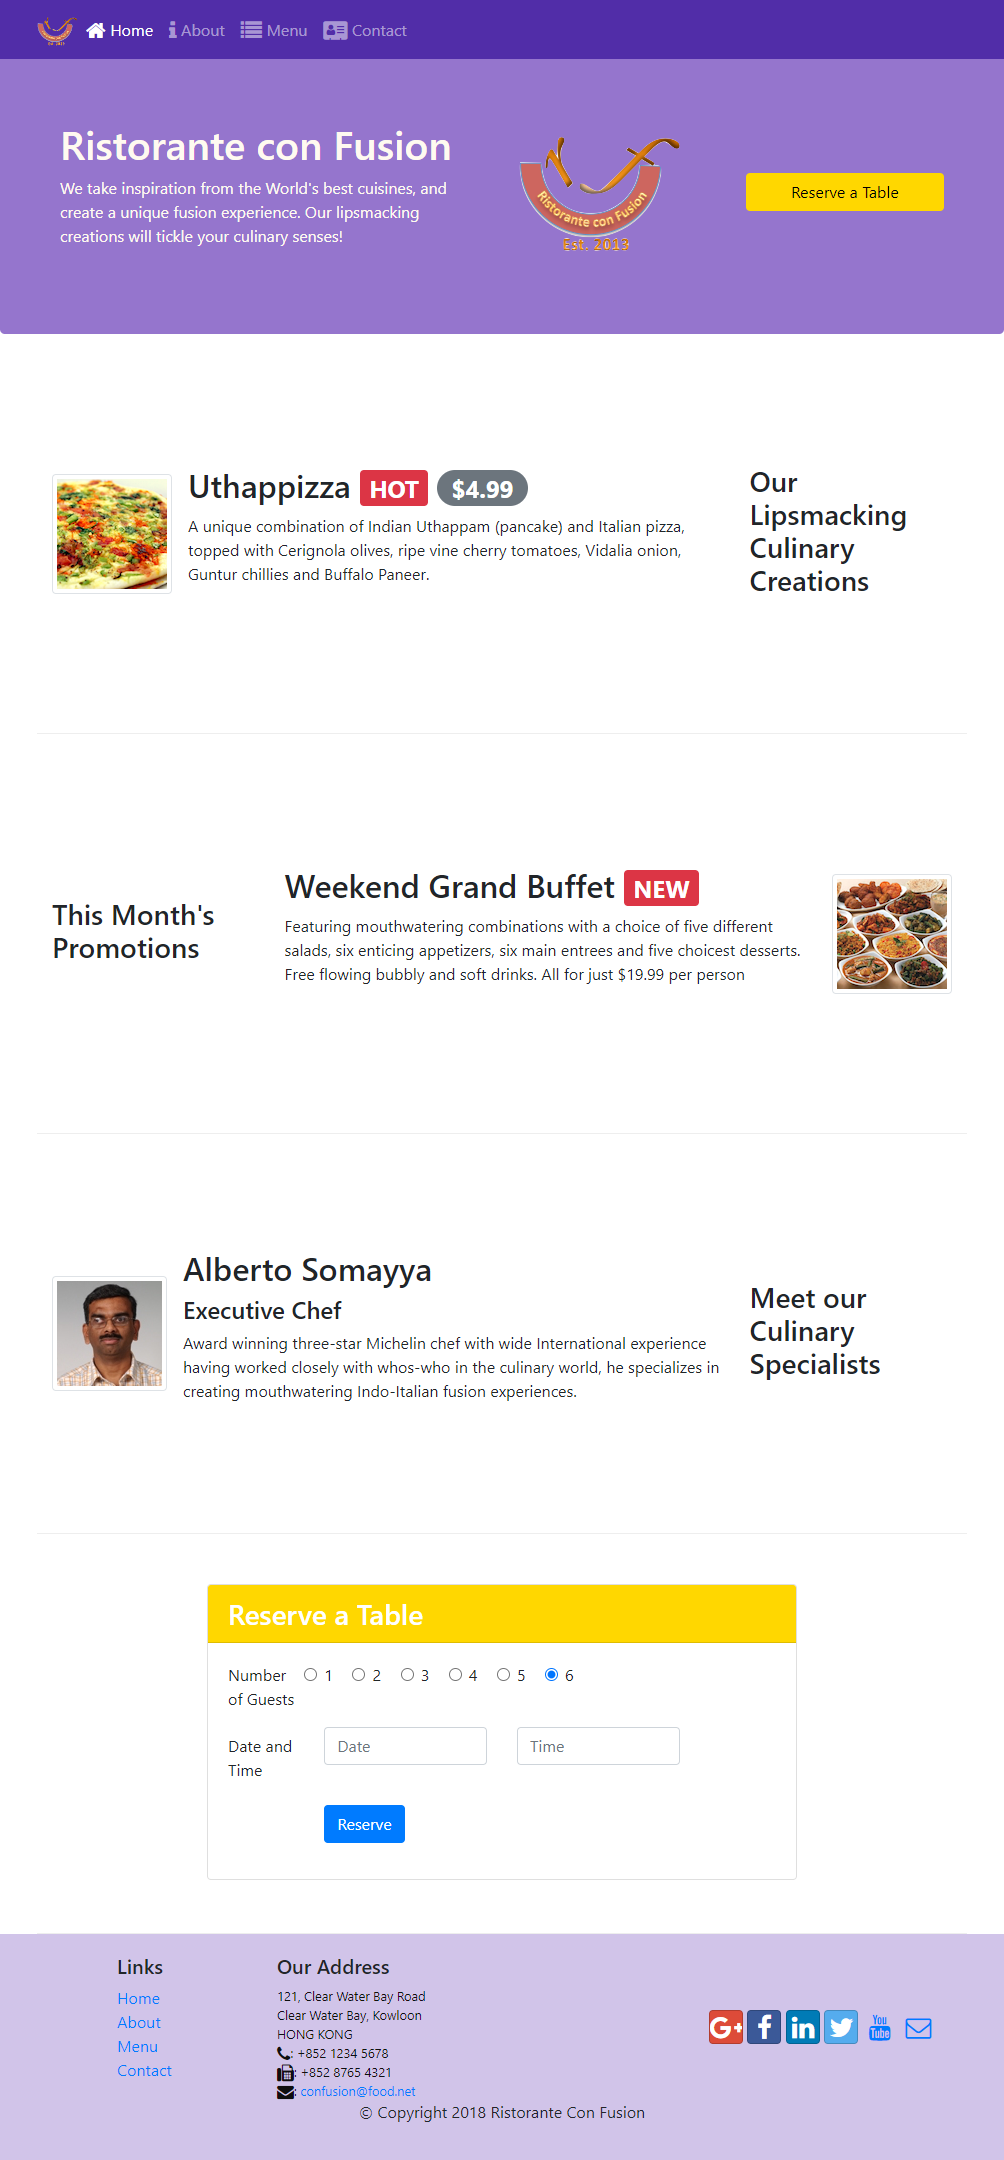 Home About Menu Contact
Ristorante con Fusion
We take inspiration from the World's best cuisines, and
create a unique fusion experience. Our lipsmacking
creations will tickle your culinary senses!
Ristorante con Fusion
Est. 2013
Reserve a Table
Uthappizza HOT $4.99
A unique combination of Indian Uthappam (pancake) and Italian pizza,
topped with Cerignola olives, ripe vine cherry tomatoes, Vidalia onion,
Guntur chillies and Buffalo Paneer.
Our
Lipsmacking
Culinary
Creations
This Month's
Promotions
Weekend Grand Buffet NEW
Featuring mouthwatering combinations with a choice of five different
salads, six enticing appetizers, six main entrees and five choicest desserts.
Free flowing bubbly and soft drinks. All for just $19.99 per person
Alberto Somayya
Executive Chef
Award winning three-star Michelin chef with wide International experience
having worked closely with whos-who in the culinary world, he specializes in
creating mouthwatering Indo-Italian fusion experiences.
Meet our
Culinary
Specialists
Reserve a Table
Number
of Guests
1 2 3 4 5 6
Date and
Time
Date Time
Reserve
Links
Home
About
Menu
Contact
Our Address
121, Clear Water Bay Road
Clear Water Bay, Kowloon
HONG KONG
: +852 1234 5678
: +852 8765 4321
: confusion@food.net
G+ f in You Tube
© Copyright 2018 Ristorante Con Fusion